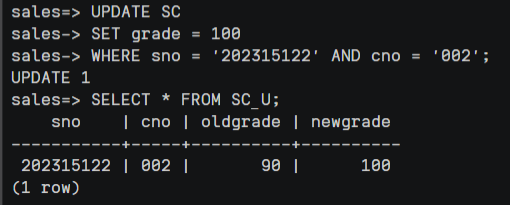 sales=> UPDATE SC
sales-> SET grade = 100
sales-> WHERE sno = '202315122' AND cno = '002';
UPDATE 1
sales=> SELECT * FROM SC_U;
    sno    | cno | oldgrade | newgrade
-----------+-----+----------+----------
 202315122 | 002 |       90 |      100
(1 row)